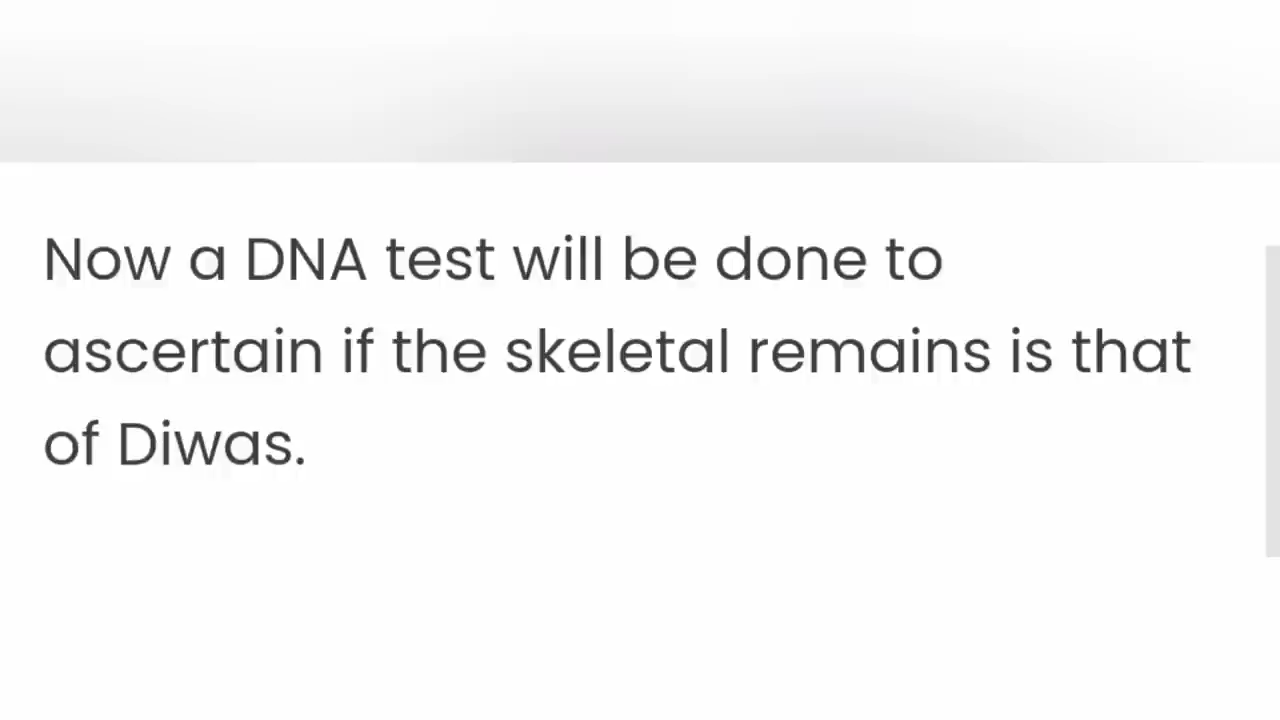 Now a DNA test will be done to
ascertain if the skeletal remains is that
of Diwas.